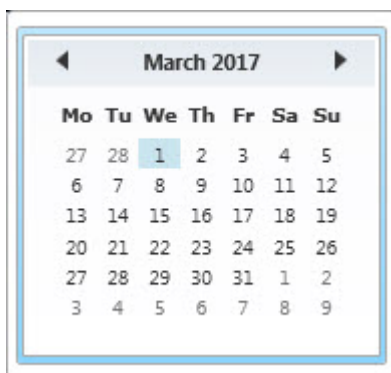 March 2017
Mo Tu We Th Fr Sa Su
27 28 1 2 3 4 5
6 7 8 9 10 11 12
13 14 15 16 17 18 19
20 21 22 23 24 25 26
27 28 29 30 31 1 2
3 4 5 6 7 8 9